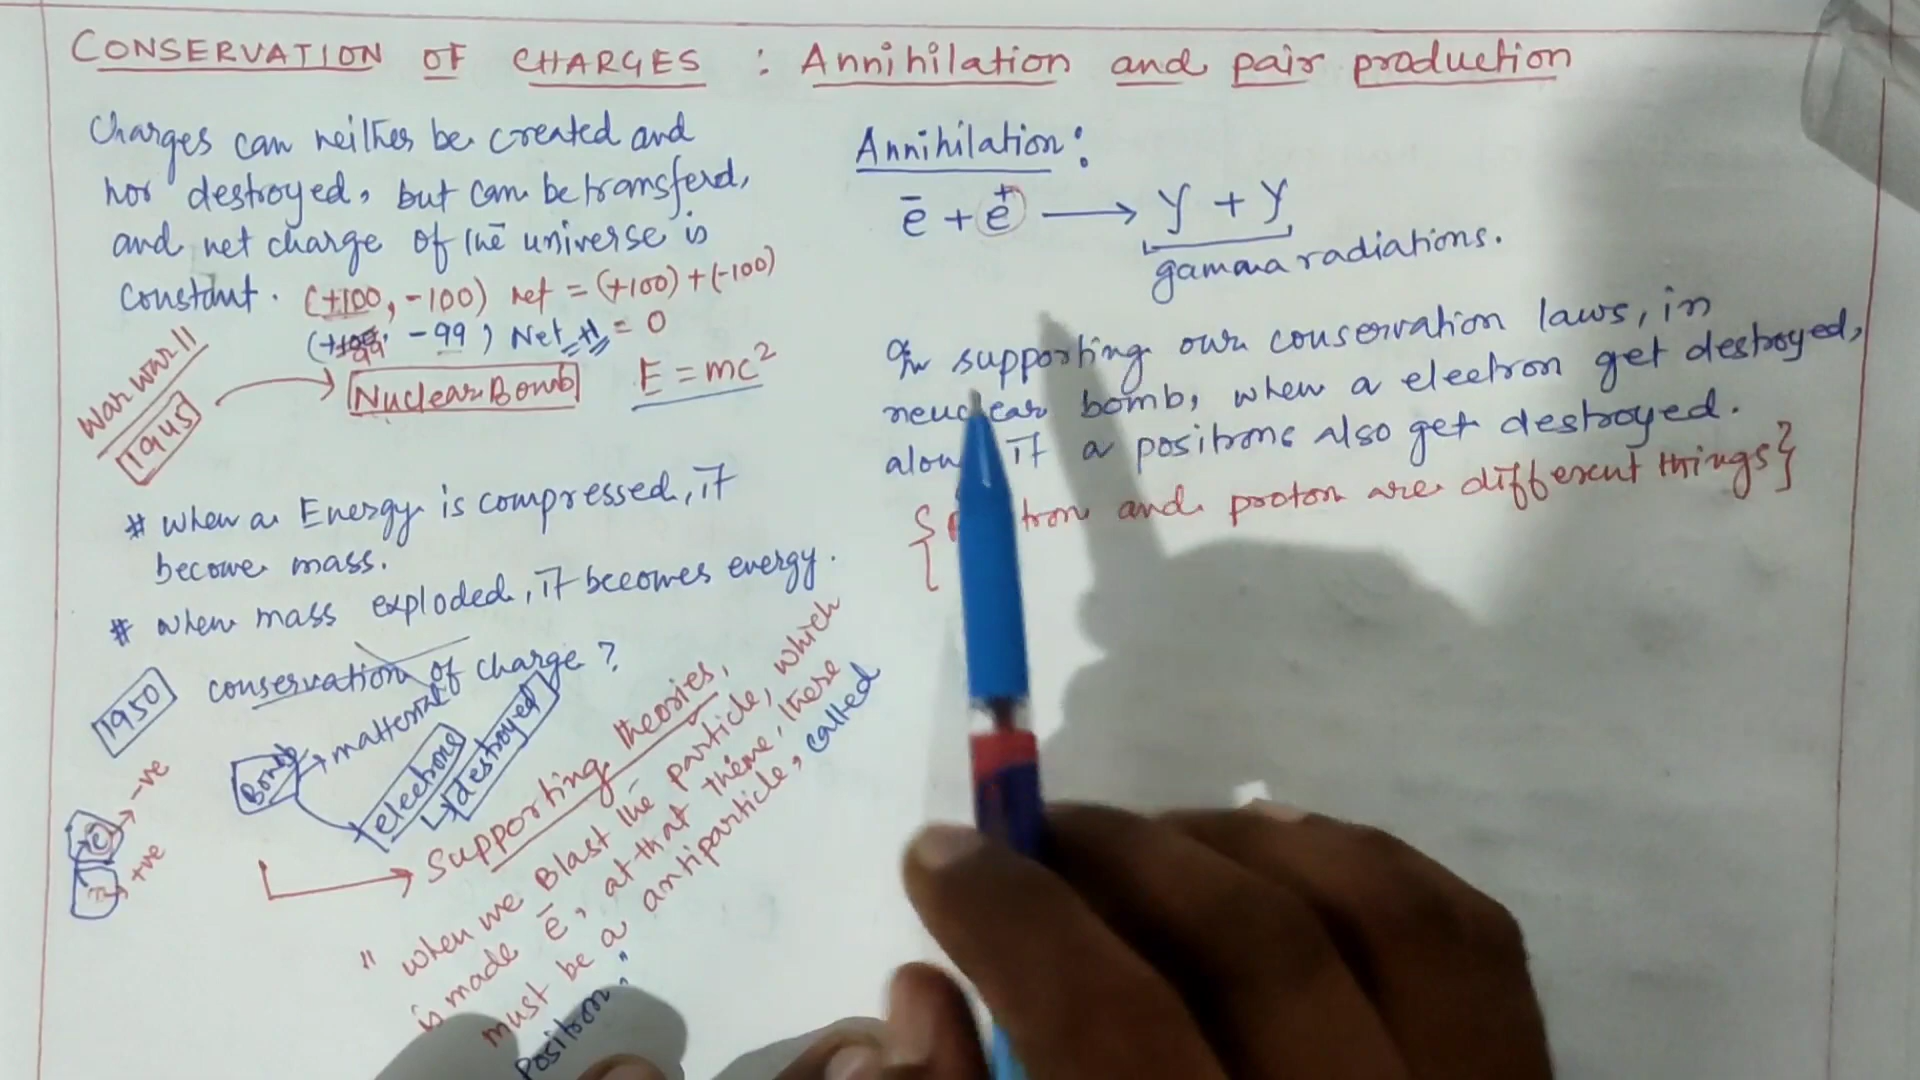 CONSERVATION OF CHARGES : Annihilation and pair production
Charges can neither be created and
nor destroyed, but can be transferd,
and net charge of the universe is
constant. (+100, -100) net = (+100) + (-100)
-99) Net +1 = 0
War War II
1945
Nuclear Bomb
E = mc²
# when a Energy is compressed, it
become mass.
# when mass exploded, it becomes energy.
1950
conservation of charge?
Bomb
material
electrons
destroyed
e → -ve
+ve
Supporting theories,
" when we Blast the particle, which
is made ē, at that theme, there
must be a antiparticle, called
Positron."
Annihilation:
ē + e⁺ → γ + γ
gamma radiations.
supporting our conservation laws, in
neuclear bomb, when a electron get destroyed,
it a positrons also get destroyed.
{ tron and proton are different things}
{